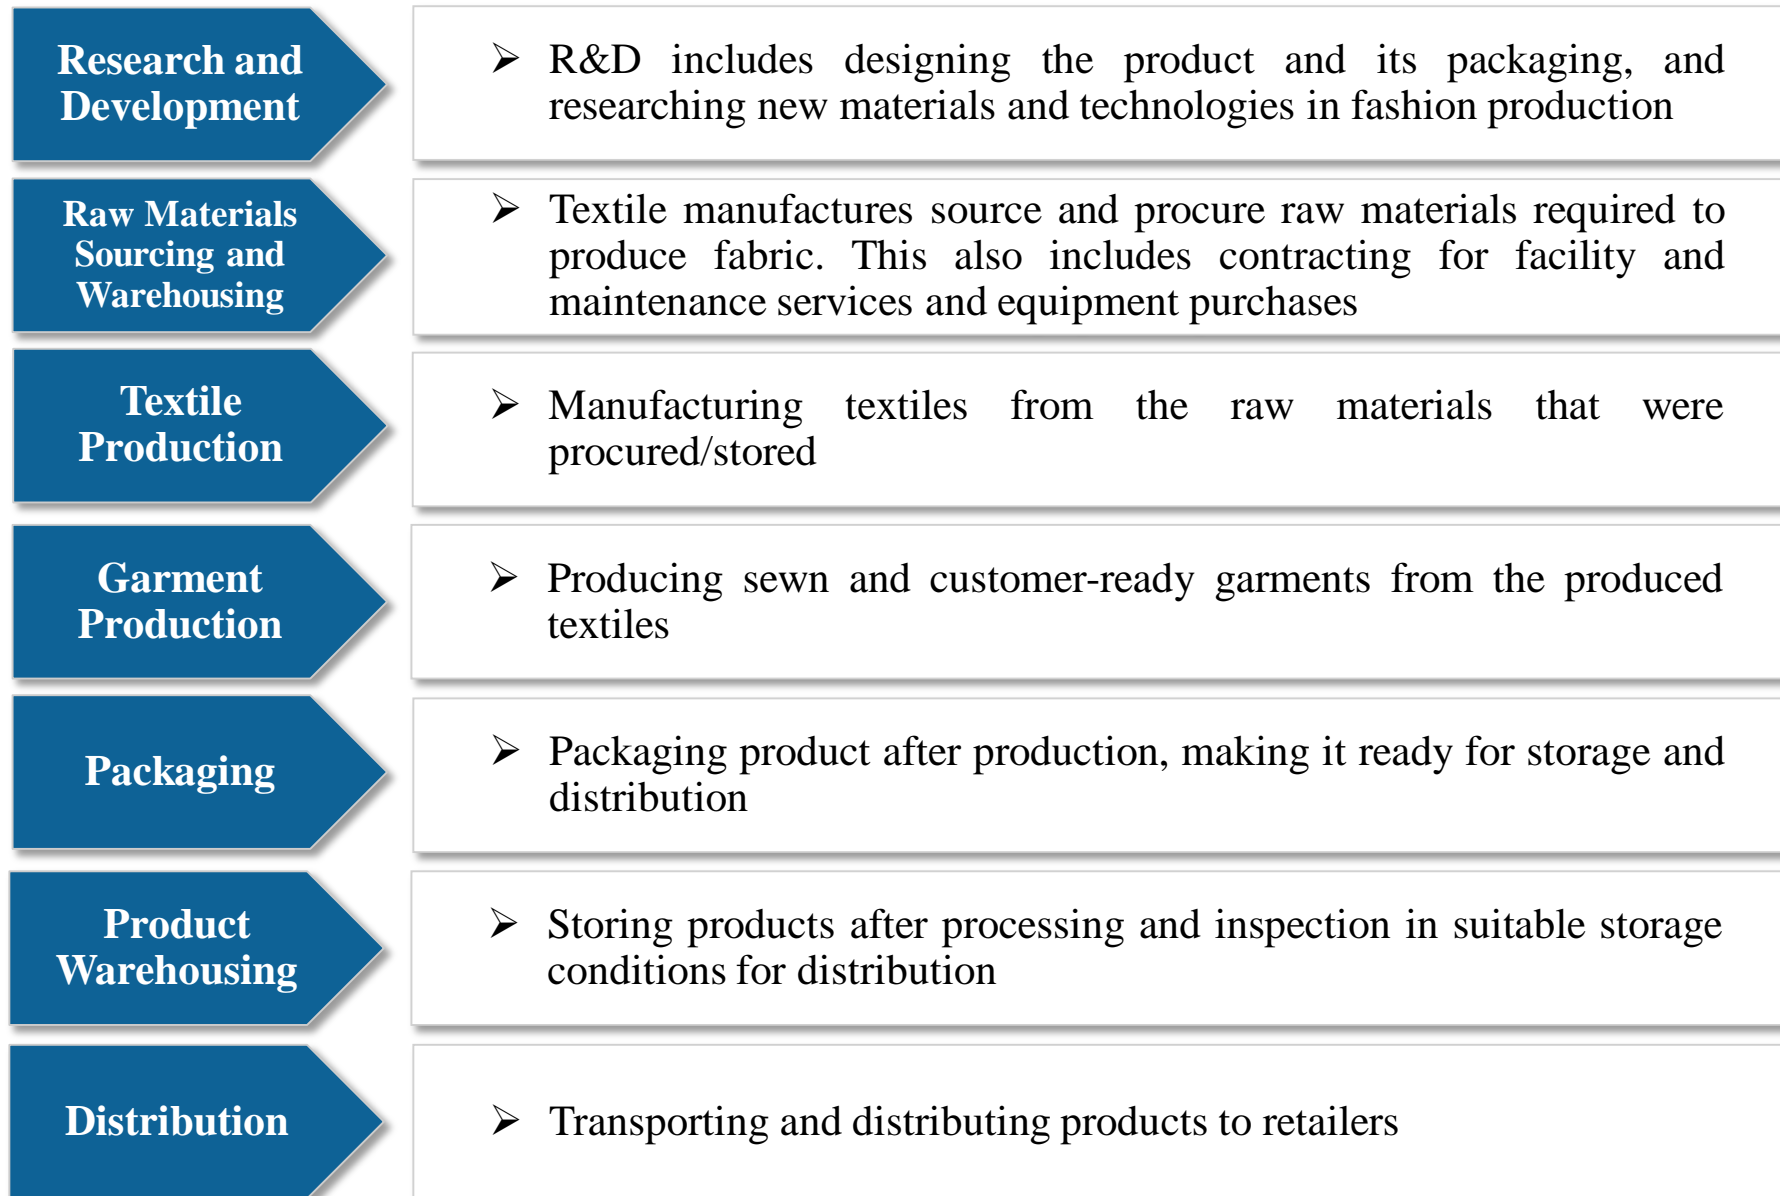 Research and
Development
➢ R&D includes designing the product and its packaging, and
researching new materials and technologies in fashion production
Raw Materials
Sourcing and
Warehousing
➢ Textile manufactures source and procure raw materials required to
produce fabric. This also includes contracting for facility and
maintenance services and equipment purchases
Textile
Production
➢ Manufacturing textiles from the raw materials that were
procured/stored
Garment
Production
➢ Producing sewn and customer-ready garments from the produced
textiles
Packaging
➢ Packaging product after production, making it ready for storage and
distribution
Product
Warehousing
➢ Storing products after processing and inspection in suitable storage
conditions for distribution
Distribution
➢ Transporting and distributing products to retailers